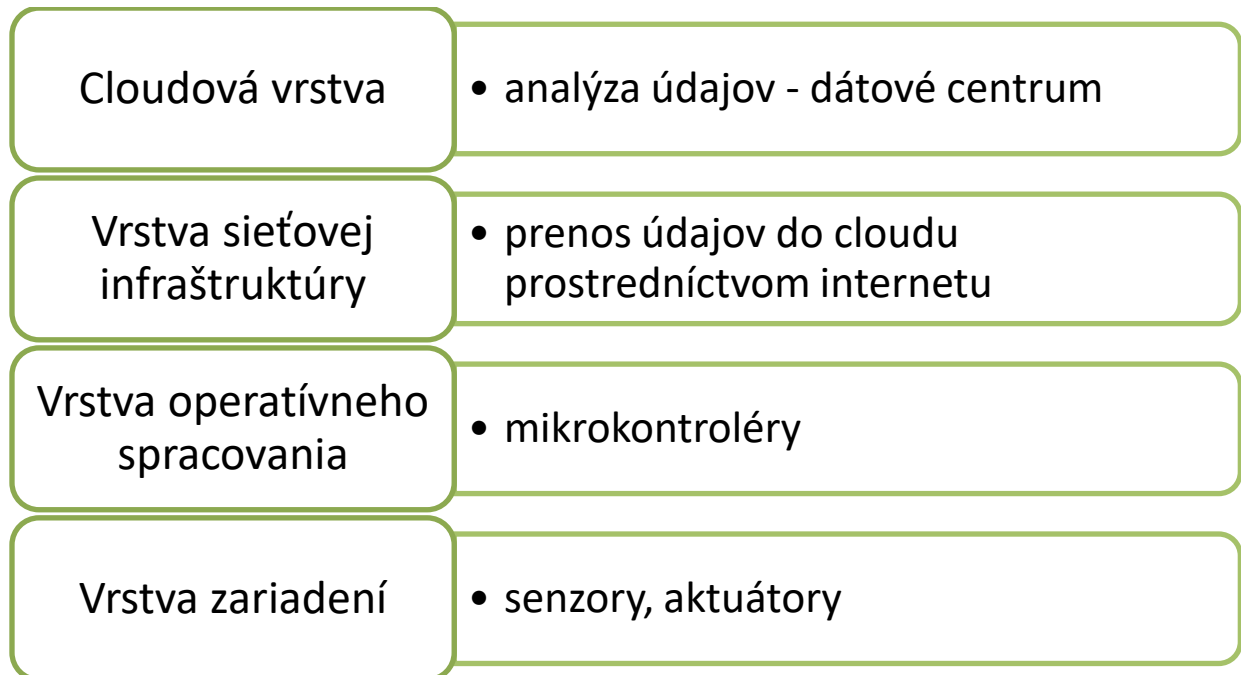 Cloudová vrstva
• analýza údajov - dátové centrum
Vrstva sieťovej
infraštruktúry
• prenos údajov do cloudu
prostredníctvom internetu
Vrstva operatívneho
spracovania
• mikrokontroléry
Vrstva zariadení
• senzory, aktuátory